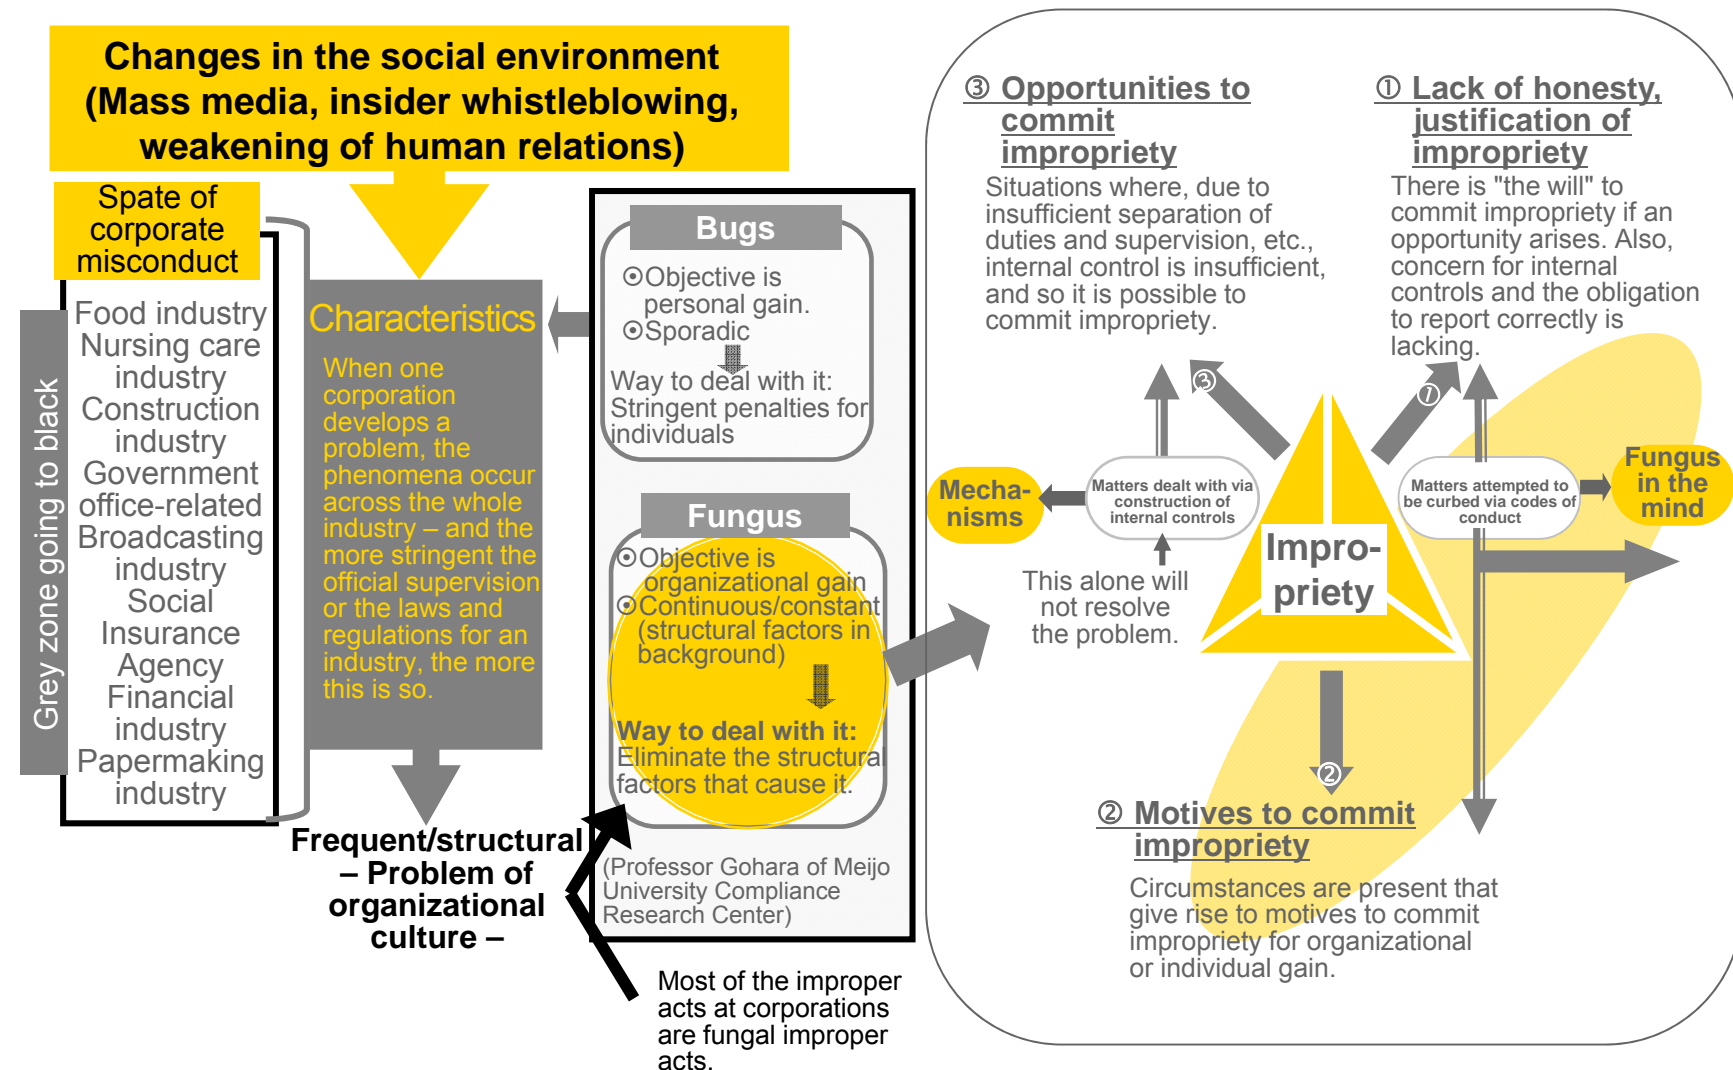 Changes in the social environment
(Mass media, insider whistleblowing,
weakening of human relations)
Spate of
corporate
misconduct
Grey zone going to black
Food industry
Nursing care
industry
Construction
industry
Government
office-related
Broadcasting
industry
Social
Insurance
Agency
Financial
industry
Papermaking
industry
Characteristics
When one
corporation
develops a
problem, the
phenomena occur
across the whole
industry – and the
more stringent the
official supervision
or the laws and
regulations for an
industry, the more
this is so.
Frequent/structural
– Problem of
organizational
culture –
Bugs
⦿Objective is
personal gain.
⦿Sporadic
Way to deal with it:
Stringent penalties for
individuals
Fungus
⦿Objective is
organizational gain
⦿Continuous/constant
(structural factors in
background)
Way to deal with it:
Eliminate the structural
factors that cause it.
(Professor Gohara of Meijo
University Compliance
Research Center)
Most of the improper
acts at corporations
are fungal improper
acts.
③ Opportunities to
commit
impropriety
Situations where, due to
insufficient separation of
duties and supervision, etc.,
internal control is insufficient,
and so it is possible to
commit impropriety.
① Lack of honesty,
justification of
impropriety
There is "the will" to
commit impropriety if an
opportunity arises. Also,
concern for internal
controls and the obligation
to report correctly is
lacking.
③
①
Mecha-
nisms
Matters dealt with via
construction of
internal controls
This alone will
not resolve
the problem.
Impro-
priety
Matters attempted to
be curbed via codes of
conduct
Fungus
in the
mind
②
② Motives to commit
impropriety
Circumstances are present that
give rise to motives to commit
impropriety for organizational
or individual gain.